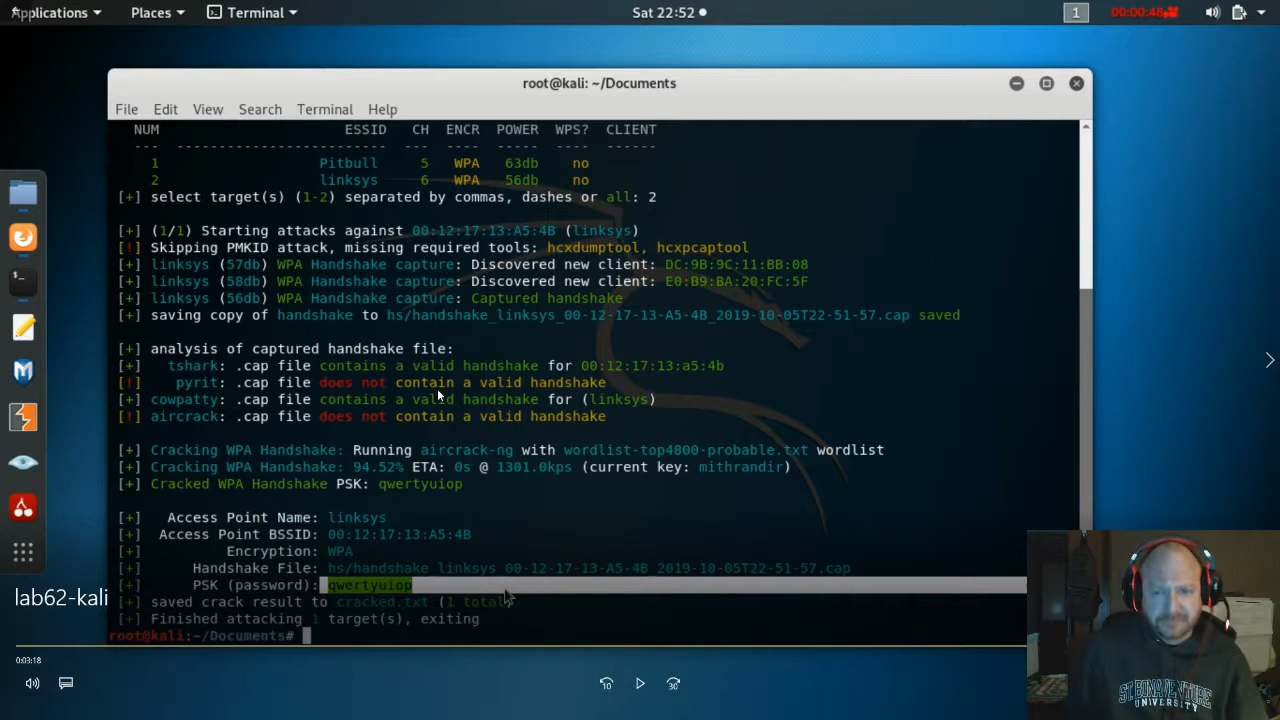 Applications Places Terminal Sat 22:52 1 00:00:48
root@kali: ~/Documents
File Edit View Search Terminal Help
NUM ESSID CH ENCR POWER WPS? CLIENT
--- ------------------------- --- ---- ----- ---- ------
1 Pitbull 5 WPA 63db no
2 linksys 6 WPA 56db no
[+] select target(s) (1-2) separated by commas, dashes or all: 2
[+] (1/1) Starting attacks against 00:12:17:13:A5:4B (linksys)
[!] Skipping PMKID attack, missing required tools: hcxdumptool, hcxpcaptool
[+] linksys (57db) WPA Handshake capture: Discovered new client: DC:9B:9C:11:BB:08
[+] linksys (58db) WPA Handshake capture: Discovered new client: E0:B9:BA:20:FC:5F
[+] linksys (56db) WPA Handshake capture: Captured handshake
[+] saving copy of handshake to hs/handshake_linksys_00-12-17-13-A5-4B_2019-10-05T22-51-57.cap saved
[+] analysis of captured handshake file:
[+] tshark: .cap file contains a valid handshake for 00:12:17:13:a5:4b
[!] pyrit: .cap file does not contain a valid handshake
[+] cowpatty: .cap file contains a valid handshake for (linksys)
[!] aircrack: .cap file does not contain a valid handshake
[+] Cracking WPA Handshake: Running aircrack-ng with wordlist-top4800-probable.txt wordlist
[+] Cracking WPA Handshake: 94.52% ETA: 0s @ 1301.0kps (current key: mithrandir)
[+] Cracked WPA Handshake PSK: qwertyuiop
[+] Access Point Name: linksys
[+] Access Point BSSID: 00:12:17:13:A5:4B
[+] Encryption: WPA
[+] Handshake File: hs/handshake_linksys_00-12-17-13-A5-4B_2019-10-05T22-51-57.cap
[+] PSK (password): qwertyuiop
[+] saved crack result to cracked.txt (1 total)
[+] Finished attacking 1 target(s), exiting
root@kali:~/Documents#
lab62-kali
0:03:18
10 30
ST BONAVENTURE
UNIVERSITY